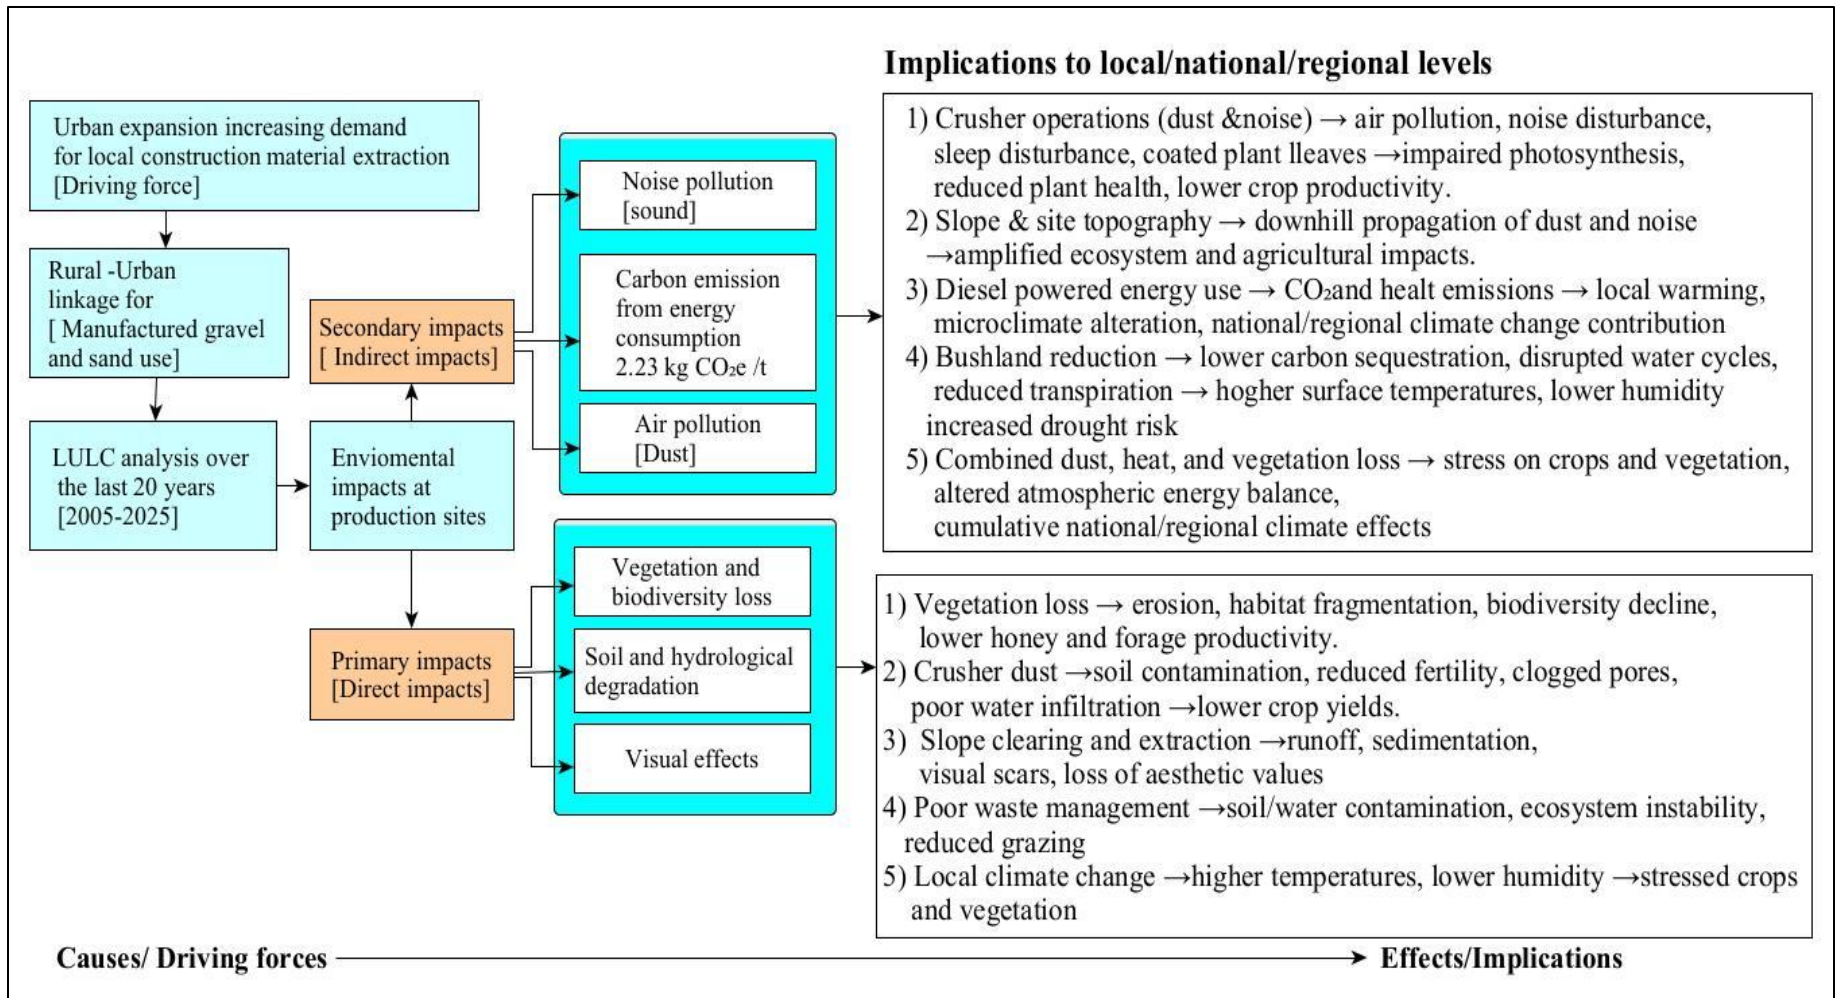 Implications to local/national/regional levels
Urban expansion increasing demand
for local construction material extraction
[Driving force]
Rural -Urban
linkage for
[ Manufactured gravel
and sand use]
LULC analysis over
the last 20 years
[2005-2025]
Enviomental
impacts at
production sites
Secondary impacts
[ Indirect impacts]
Primary impacts
[Direct impacts]
Noise pollution
[sound]
Carbon emission
from energy
consumption
2.23 kg CO₂e /t
Air pollution
[Dust]
Vegetation and
biodiversity loss
Soil and hydrological
degradation
Visual effects
1) Crusher operations (dust &noise) → air pollution, noise disturbance,
sleep disturbance, coated plant lleaves →impaired photosynthesis,
reduced plant health, lower crop productivity.
2) Slope & site topography → downhill propagation of dust and noise
→amplified ecosystem and agricultural impacts.
3) Diesel powered energy use → CO₂and healt emissions → local warming,
microclimate alteration, national/regional climate change contribution
4) Bushland reduction → lower carbon sequestration, disrupted water cycles,
reduced transpiration → hogher surface temperatures, lower humidity
increased drought risk
5) Combined dust, heat, and vegetation loss → stress on crops and vegetation,
altered atmospheric energy balance,
cumulative national/regional climate effects
1) Vegetation loss → erosion, habitat fragmentation, biodiversity decline,
lower honey and forage productivity.
2) Crusher dust →soil contamination, reduced fertility, clogged pores,
poor water infiltration →lower crop yields.
3) Slope clearing and extraction →runoff, sedimentation,
visual scars, loss of aesthetic values
4) Poor waste management →soil/water contamination, ecosystem instability,
reduced grazing
5) Local climate change →higher temperatures, lower humidity →stressed crops
and vegetation
Causes/ Driving forces
Effects/Implications